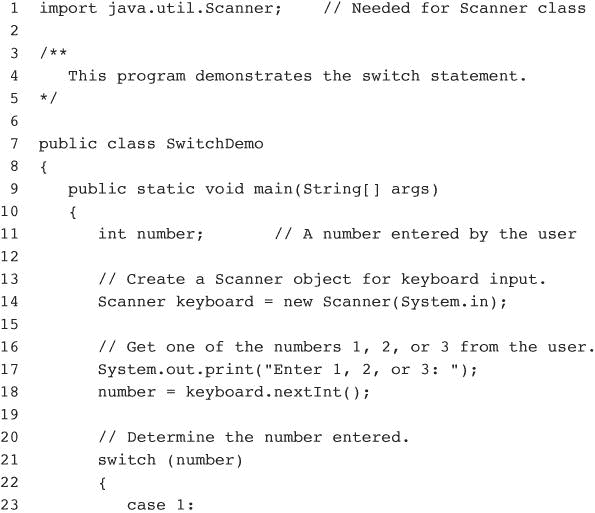 1 import java.util.Scanner;    // Needed for Scanner class
2
3 /**
4    This program demonstrates the switch statement.
5 */
6
7 public class SwitchDemo
8 {
9    public static void main(String[] args)
10    {
11       int number;       // A number entered by the user
12
13       // Create a Scanner object for keyboard input.
14       Scanner keyboard = new Scanner(System.in);
15
16       // Get one of the numbers 1, 2, or 3 from the user.
17       System.out.print("Enter 1, 2, or 3: ");
18       number = keyboard.nextInt();
19
20       // Determine the number entered.
21       switch (number)
22       {
23          case 1: